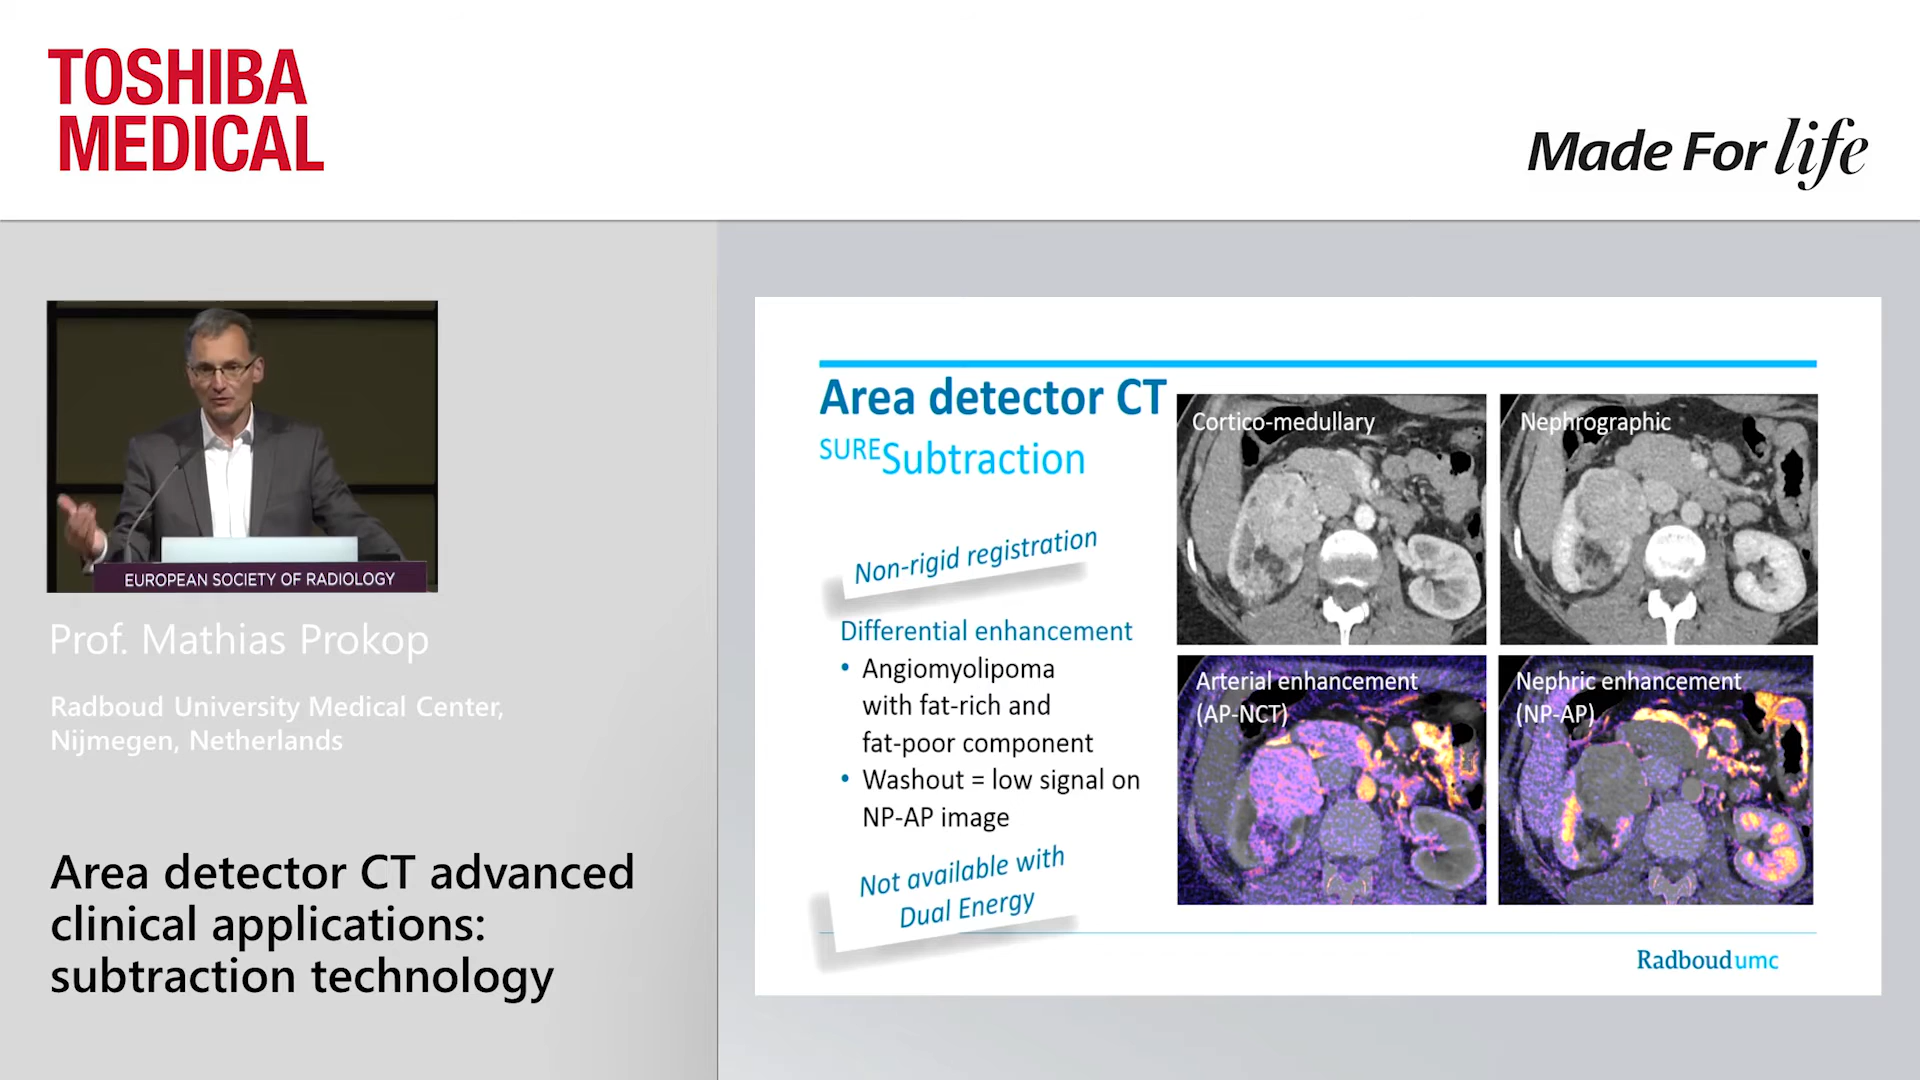 TOSHIBA
MEDICAL
Made For life
EUROPEAN SOCIETY OF RADIOLOGY
Prof. Mathias Prokop
Radboud University Medical Center,
Nijmegen, Netherlands
Area detector CT advanced
clinical applications:
subtraction technology
Area detector CT
SURESubtraction
Non-rigid registration
Differential enhancement
• Angiomyolipoma
with fat-rich and
fat-poor component
• Washout = low signal on
NP-AP image
Not available with
Dual Energy
Cortico-medullary
Nephrographic
Arterial enhancement
(AP-NCT)
Nephric enhancement
(NP-AP)
Radboudumc